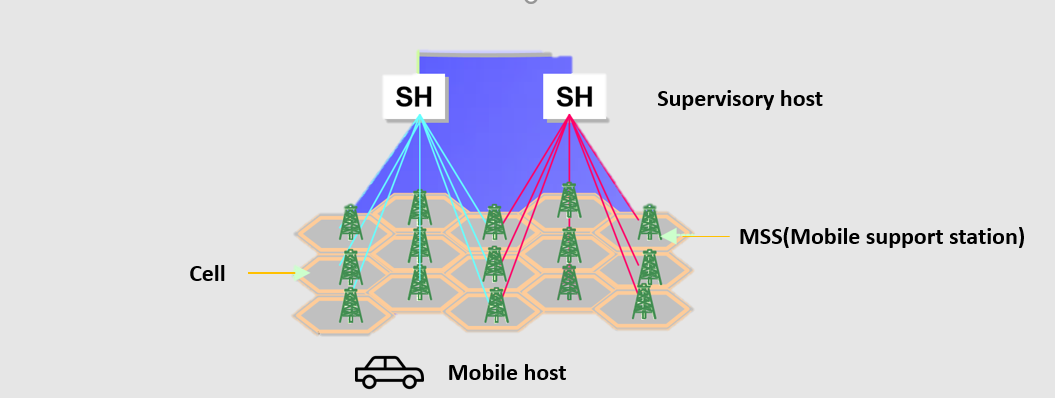 SH
SH
Supervisory host
MSS(Mobile support station)
Cell
Mobile host